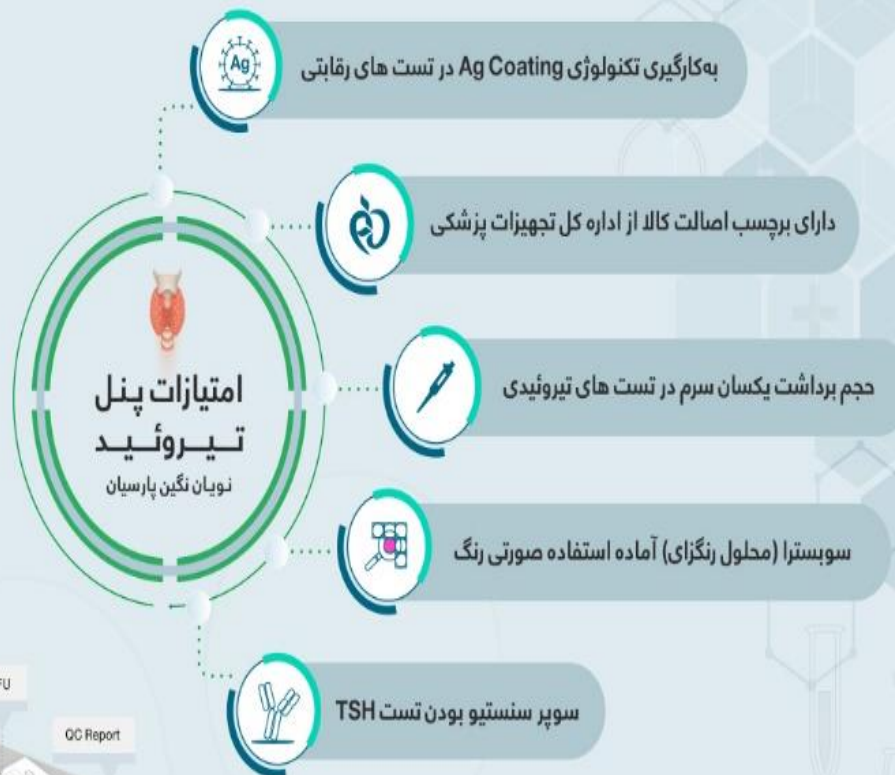 Ag
به‌کارگیری تکنولوژی Ag Coating در تست های رقابتی
دارای برچسب اصالت کالا از اداره کل تجهیزات پزشکی
حجم برداشت یکسان سرم در تست های تیروئیدی
سوبسترا (محلول رنگزای) آماده استفاده صورتی رنگ
سوپر سنستیو بودن تست TSH
امتیازات پنل
تیروئید
نویان نگین پارسیان
QC Report